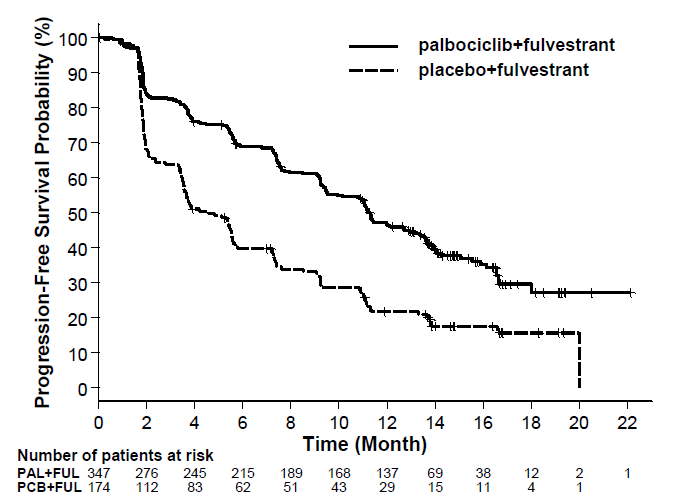 Progression-Free Survival Probability (%)
100
90
80
70
60
50
40
30
20
10
0
palbociclib+fulvestrant
placebo+fulvestrant
0 2 4 6 8 10 12 14 16 18 20 22
Time (Month)
Number of patients at risk
PAL+FUL 347 276 245 215 189 168 137 69 38 12 2 1
PCB+FUL 174 112 83 62 51 43 29 15 11 4 1